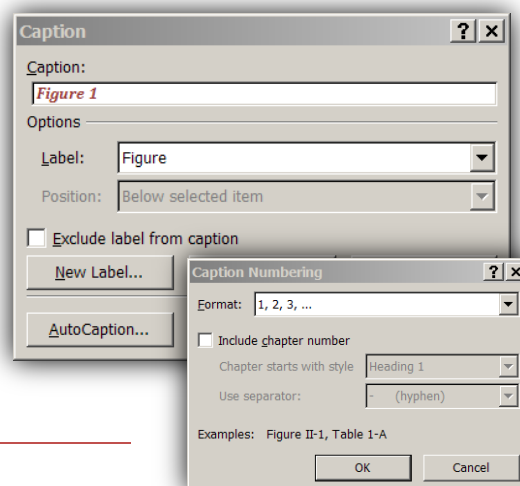 Caption
Caption:
Figure 1
Options
Label: Figure
Position: Below selected item
Exclude label from caption
New Label...
AutoCaption...
Caption Numbering
Format: 1, 2, 3, ...
Include chapter number
Chapter starts with style Heading 1
Use separator: - (hyphen)
Examples: Figure II-1, Table 1-A
OK Cancel